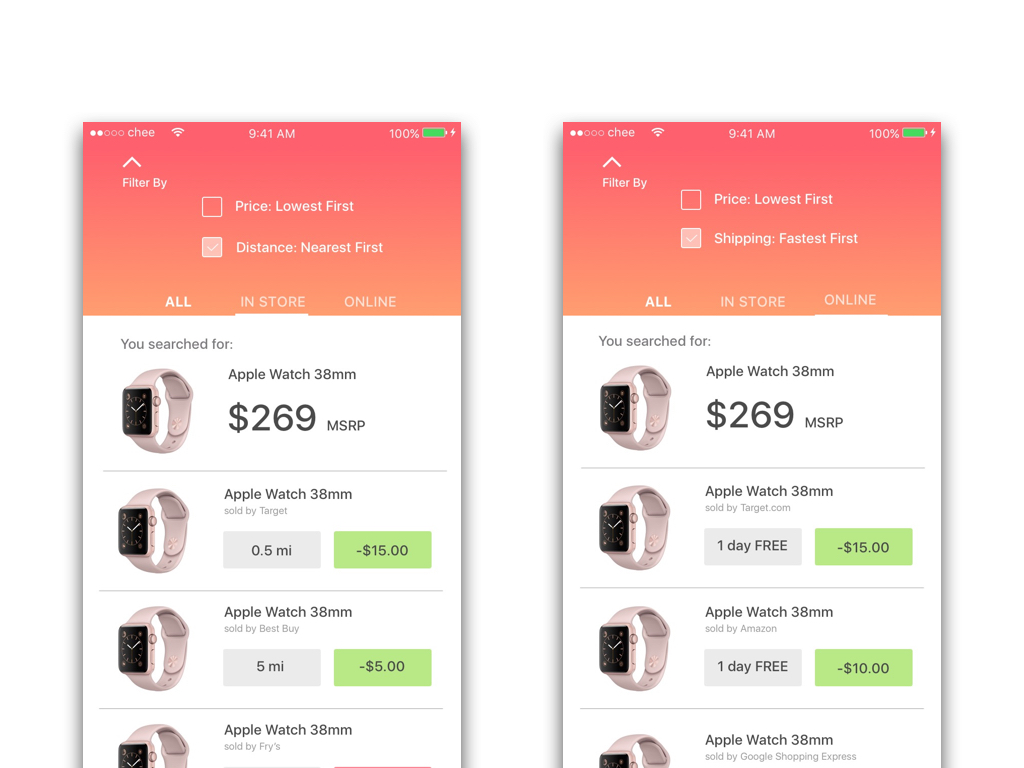 chee 9:41 AM 100%
Filter By
Price: Lowest First
Distance: Nearest First
ALL IN STORE ONLINE
You searched for:
Apple Watch 38mm
$269 MSRP
Apple Watch 38mm
sold by Target
0.5 mi -$15.00
Apple Watch 38mm
sold by Best Buy
5 mi -$5.00
Apple Watch 38mm
sold by Fry's
chee 9:41 AM 100%
Filter By
Price: Lowest First
Shipping: Fastest First
ALL IN STORE ONLINE
You searched for:
Apple Watch 38mm
$269 MSRP
Apple Watch 38mm
sold by Target.com
1 day FREE -$15.00
Apple Watch 38mm
sold by Amazon
1 day FREE -$10.00
Apple Watch 38mm
sold by Google Shopping Express